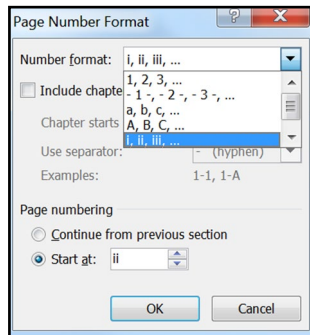 Page Number Format
Number format: i, ii, iii, ...
1, 2, 3, ...
Include chapte - 1 -, - 2 -, - 3 -, ...
a, b, c, ...
Chapter starts A, B, C, ...
i, ii, iii, ...
Use separator: - (hyphen)
Examples: 1-1, 1-A
Page numbering
Continue from previous section
Start at: ii
OK Cancel